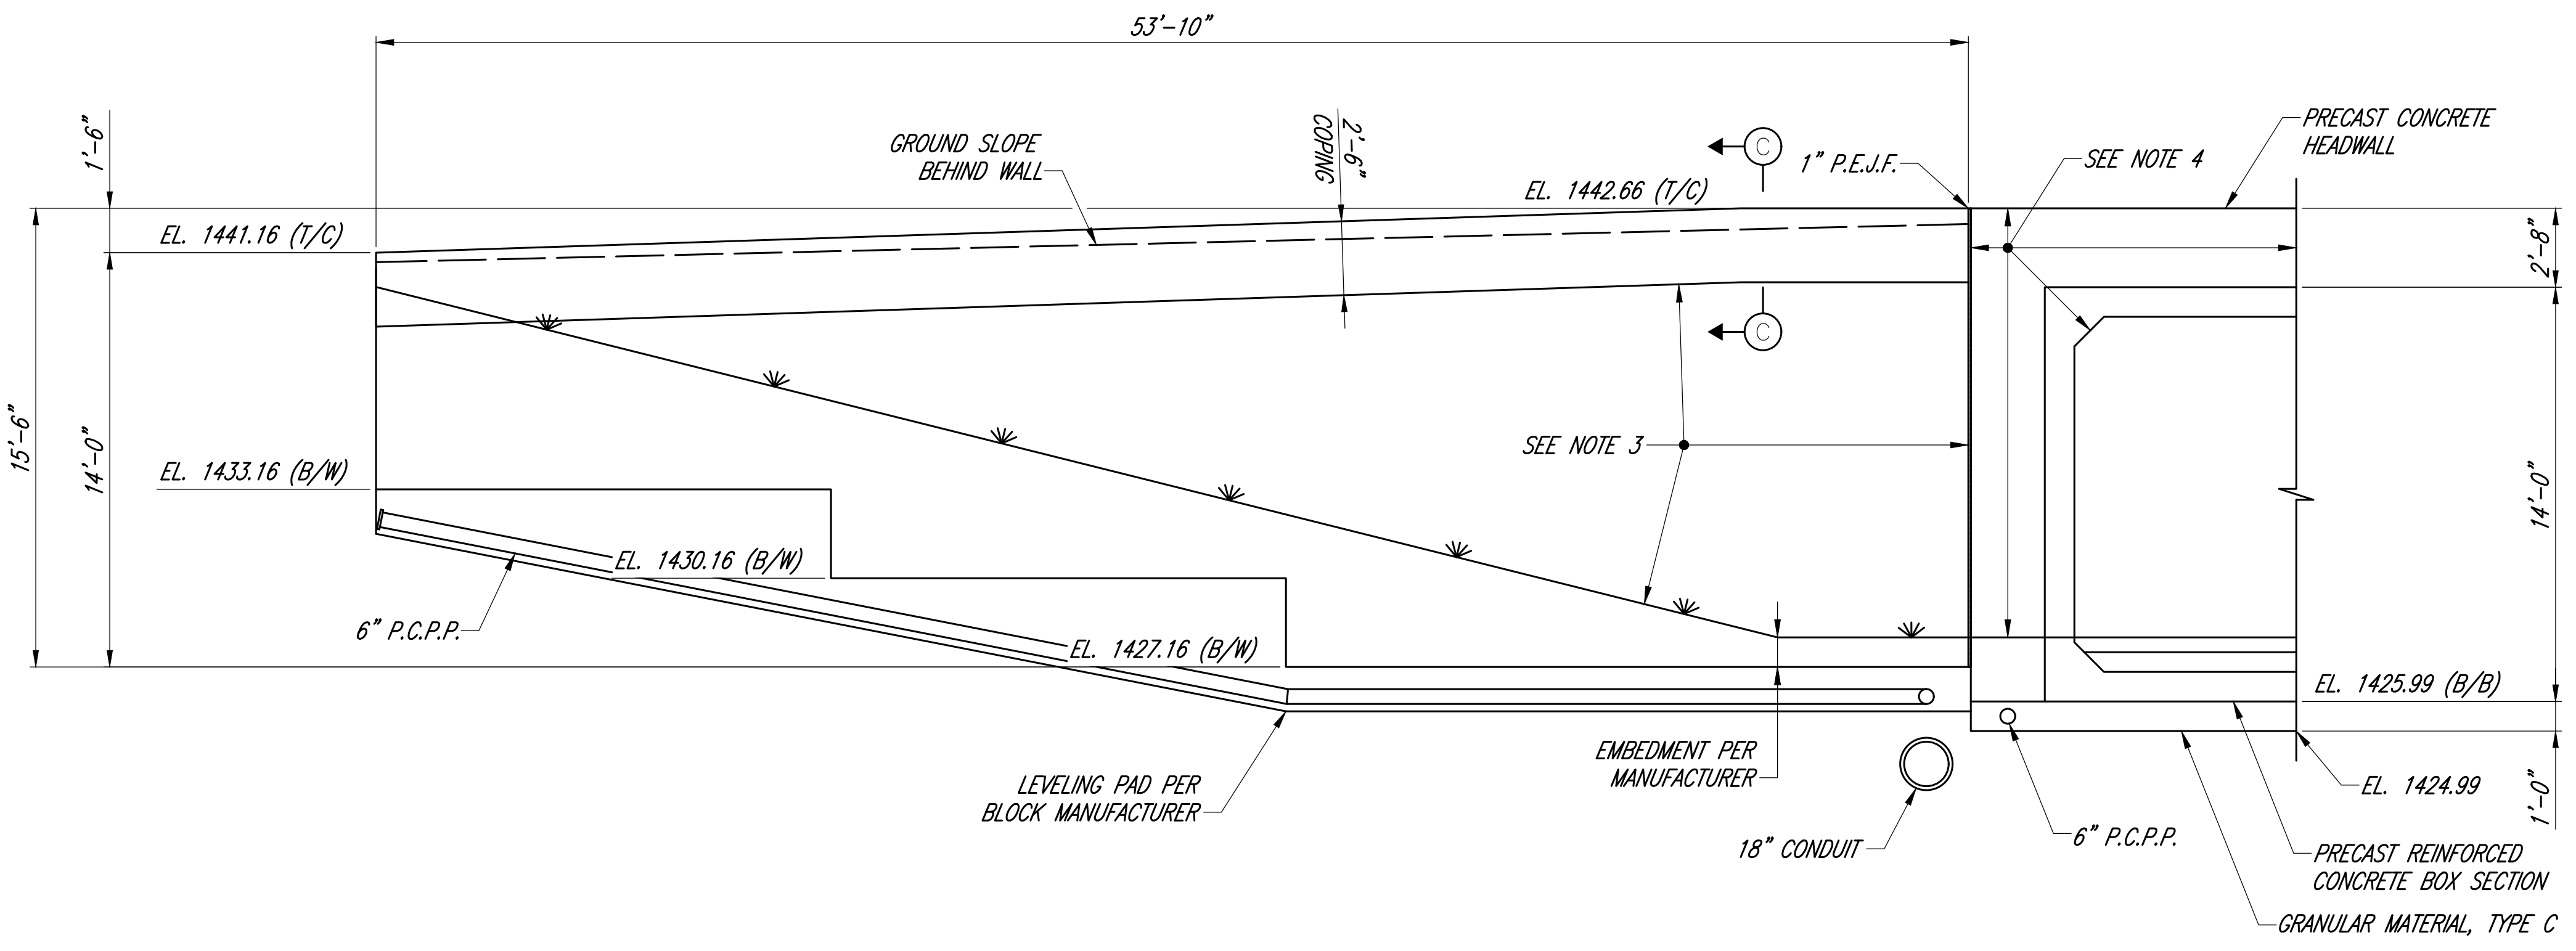 53'-10"
1'-6"
GROUND SLOPE
BEHIND WALL
2'-6"
COPING
C
1" P.E.J.F.
SEE NOTE 4
PRECAST CONCRETE
HEADWALL
EL. 1442.66 (T/C)
EL. 1441.16 (T/C)
2'-8"
C
15'-6"
14'-0"
SEE NOTE 3
EL. 1433.16 (B/W)
14'-0"
EL. 1430.16 (B/W)
6" P.C.P.P.
EL. 1427.16 (B/W)
EL. 1425.99 (B/B)
EMBEDMENT PER
MANUFACTURER
LEVELING PAD PER
BLOCK MANUFACTURER
EL. 1424.99
1'-0"
18" CONDUIT
6" P.C.P.P.
PRECAST REINFORCED
CONCRETE BOX SECTION
GRANULAR MATERIAL, TYPE C